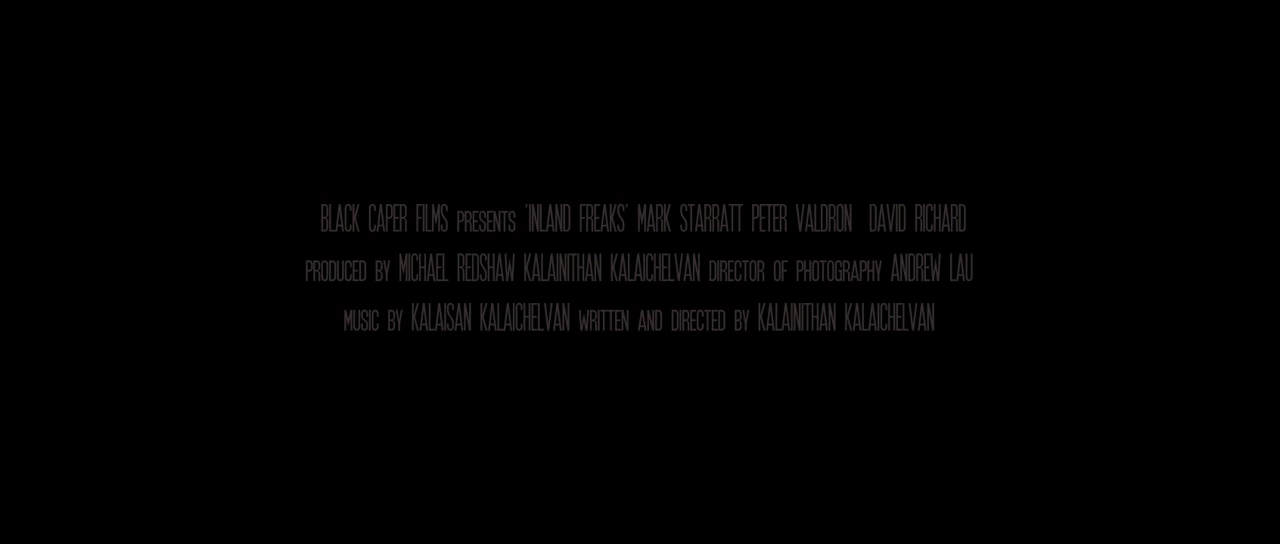 BLACK CAPER FILMS PRESENTS 'INLAND FREAKS' MARK STARRATT PETER VALDRON DAVID RICHARD
PRODUCED BY MICHAEL REDSHAW KALAINITHAN KALAICHELVAN DIRECTOR OF PHOTOGRAPHY ANDREW LAU
MUSIC BY KALAISAN KALAICHELVAN WRITTEN AND DIRECTED BY KALAINITHAN KALAICHELVAN